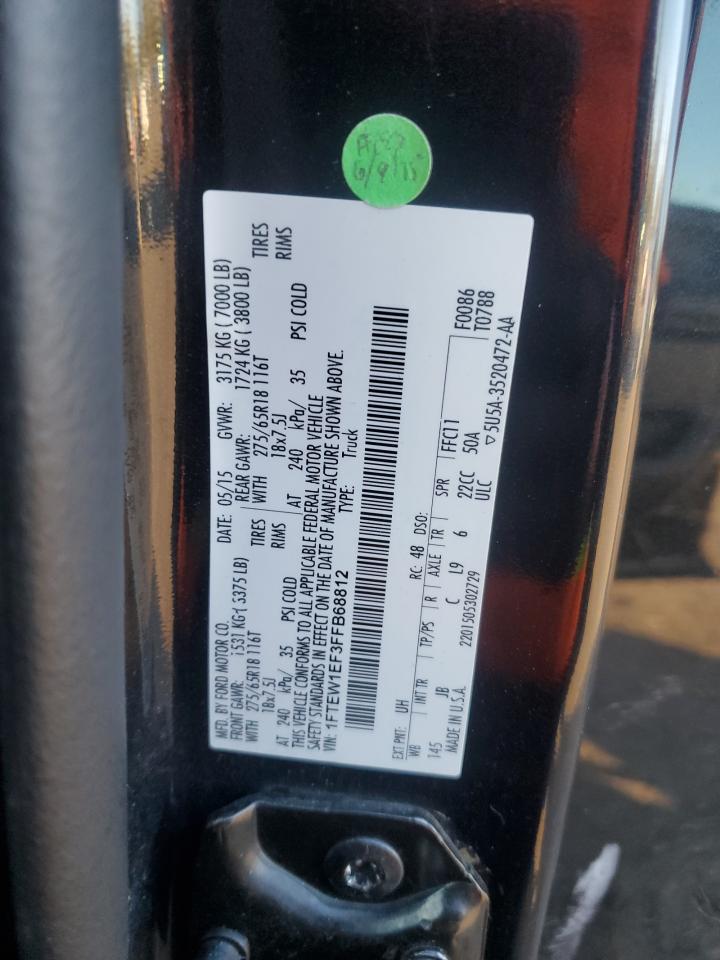 MFD. BY FORD MOTOR CO. DATE: 05/15 GVWR: 3175 KG ( 7000 LB)
FRONT GAWR: 1531 KG ( 3375 LB) REAR GAWR: 1724 KG ( 3800 LB)
WITH 275/65R18 116T TIRES WITH 275/65R18 116T TIRES
18x7.5J RIMS 18x7.5J RIMS
AT 240 kPa/ 35 PSI COLD AT 240 kPa/ 35 PSI COLD
THIS VEHICLE CONFORMS TO ALL APPLICABLE FEDERAL MOTOR VEHICLE
SAFETY STANDARDS IN EFFECT ON THE DATE OF MANUFACTURE SHOWN ABOVE.
VIN: 1FTEW1EF3FFB68812 TYPE: Truck
EXT PNT: UH RC: 48 DSO: FFC11 F0086
WB INT TR TP/PS R AXLE TR SPR T0788
145 JB C L9 6 22CC 50A
MADE IN U.S.A. 2201505302729 ULC ▽5U5A-3520472-AA
6/9/15